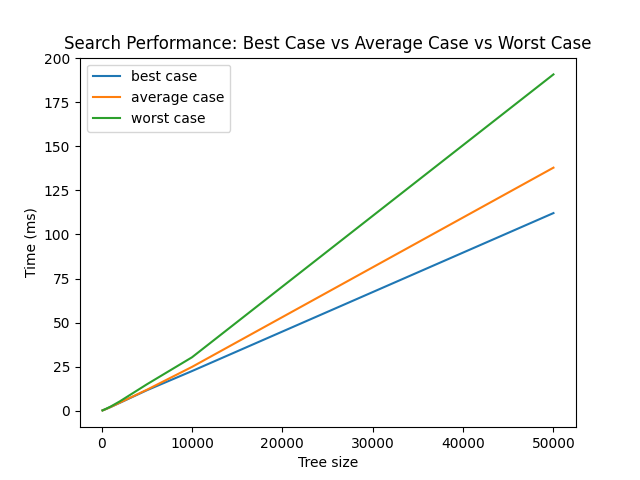 Search Performance: Best Case vs Average Case vs Worst Case
best case
average case
worst case
Time (ms)
200
175
150
125
100
75
50
25
0
0 10000 20000 30000 40000 50000
Tree size